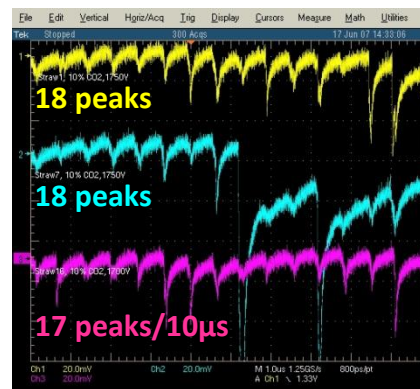 File Edit Vertical Horiz/Acq Trig Display Cursors Measure Math Utilities
Tek Stopped 300 Acqs 17 Jun 07 14:33:06
1
Straw1, 10% CO2,1750V
18 peaks
2
Straw7, 10% CO2,1750V
18 peaks
Straw16, 10% CO2,1700V
17 peaks/10µs
Ch1 20.0mV Ch2 20.0mV M 1.0us 1.25GS/s 800ps/pt
Ch3 20.0mV A Ch1 1.33V